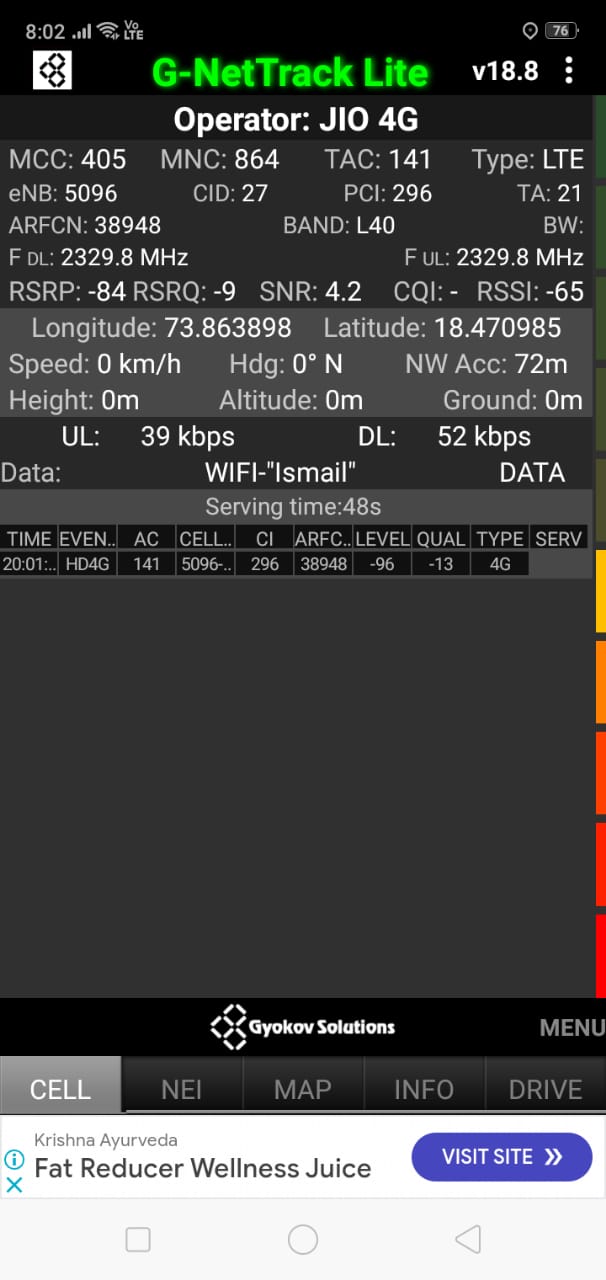 8:02 Vo LTE 76
G-NetTrack Lite v18.8
Operator: JIO 4G
MCC: 405 MNC: 864 TAC: 141 Type: LTE
eNB: 5096 CID: 27 PCI: 296 TA: 21
ARFCN: 38948 BAND: L40 BW:
F DL: 2329.8 MHz F UL: 2329.8 MHz
RSRP: -84 RSRQ: -9 SNR: 4.2 CQI: - RSSI: -65
Longitude: 73.863898 Latitude: 18.470985
Speed: 0 km/h Hdg: 0° N NW Acc: 72m
Height: 0m Altitude: 0m Ground: 0m
UL: 39 kbps DL: 52 kbps
Data: WIFI-"Ismail" DATA
Serving time:48s
TIME EVEN.. AC CELL.. CI ARFC.. LEVEL QUAL TYPE SERV
20:01:.. HD4G 141 5096-.. 296 38948 -96 -13 4G
Gyokov Solutions MENU
CELL NEI MAP INFO DRIVE
Krishna Ayurveda
Fat Reducer Wellness Juice
VISIT SITE »